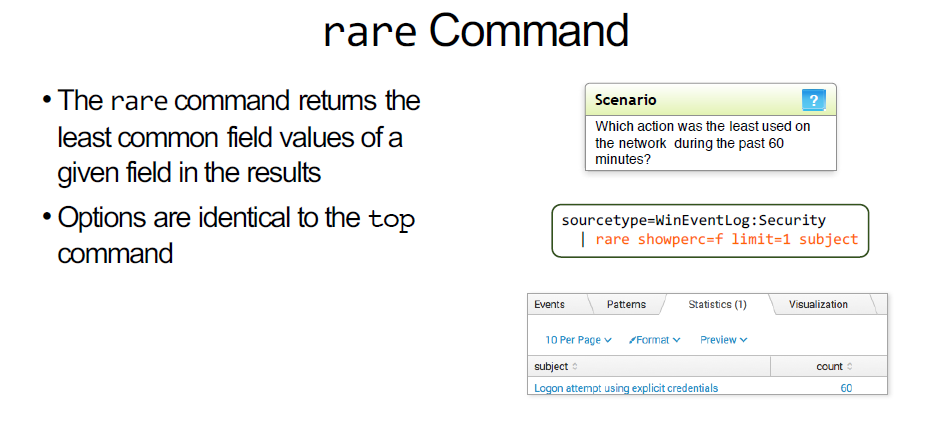 rare Command
• The rare command returns the
least common field values of a
given field in the results
• Options are identical to the top
command
Scenario ?
Which action was the least used on
the network during the past 60
minutes?
sourcetype=WinEventLog:Security
| rare showperc=f limit=1 subject
Events Patterns Statistics (1) Visualization
10 Per Page Format Preview
subject count
Logon attempt using explicit credentials 60